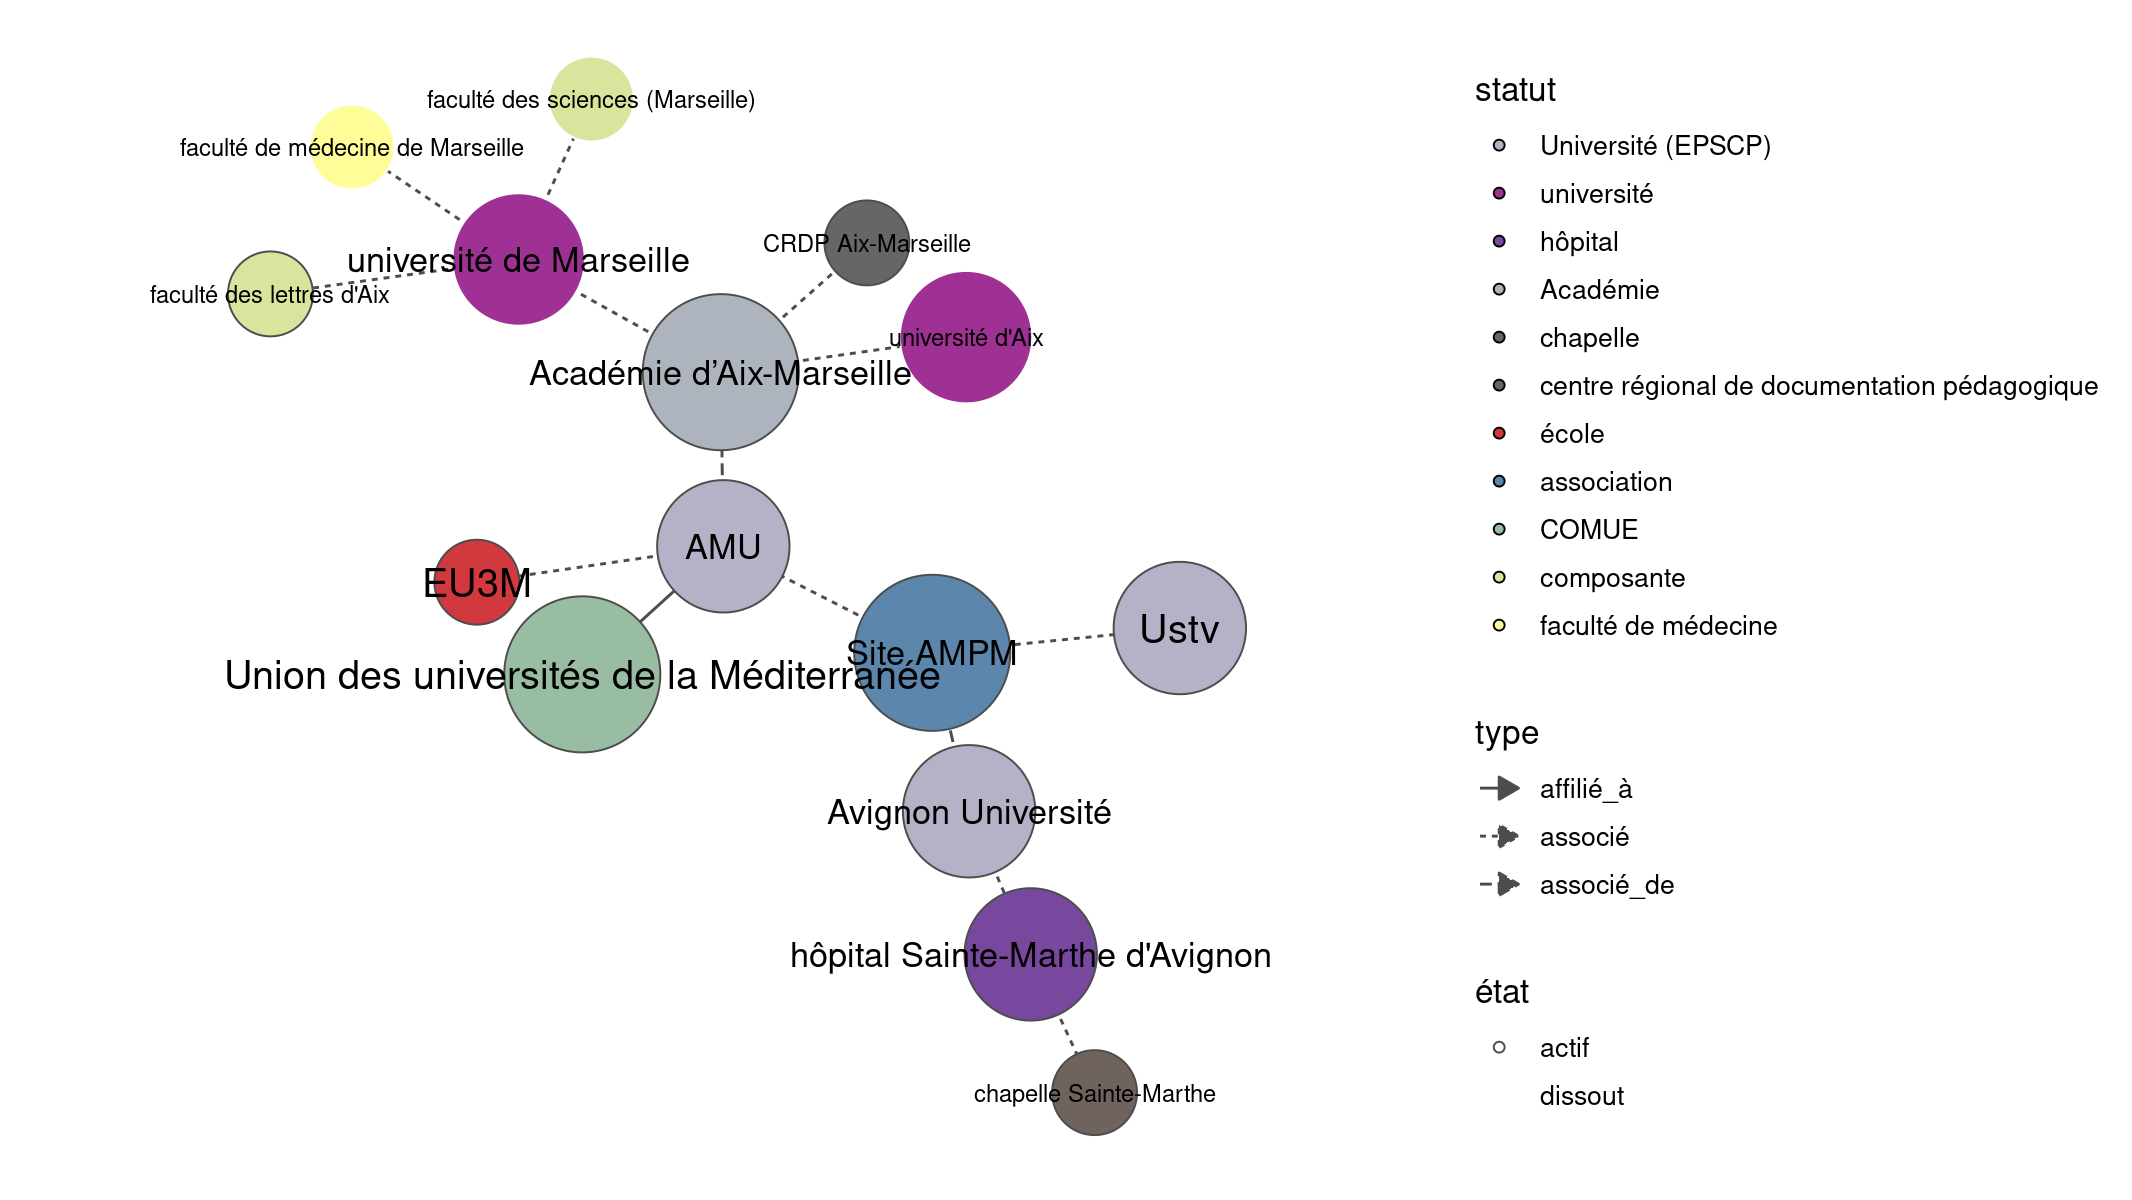 faculté des sciences (Marseille)
faculté de médecine de Marseille
CRDP Aix-Marseille
université de Marseille
faculté des lettres d'Aix
université d'Aix
Académie d’Aix-Marseille
AMU
EU3M
Ustv
Site AMPM
Union des universités de la Méditerranée
Avignon Université
hôpital Sainte-Marthe d'Avignon
chapelle Sainte-Marthe
statut
Université (EPSCP)
université
hôpital
Académie
chapelle
centre régional de documentation pédagogique
école
association
COMUE
composante
faculté de médecine
type
affilié_à
associé
associé_de
état
actif
dissout